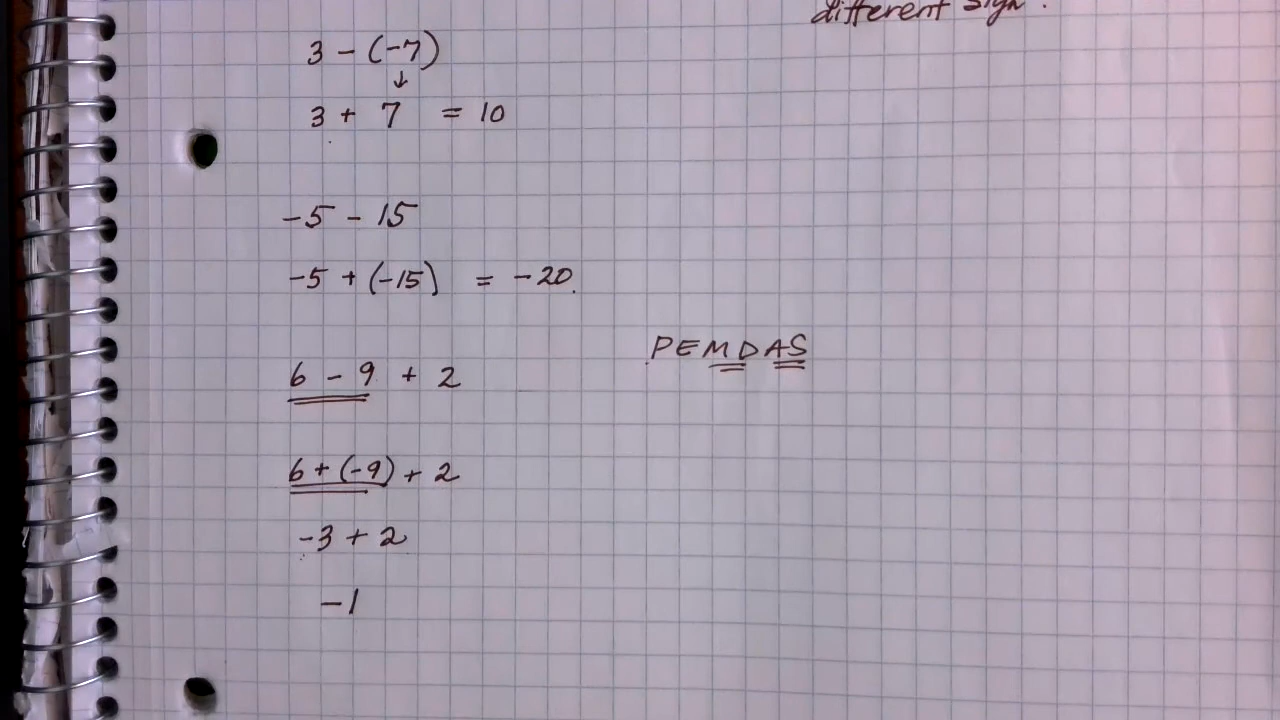 different sign.
3 - (-7)
↓
3 + 7 = 10
-5 - 15
-5 + (-15) = -20.
PEMDAS
6 - 9 + 2
6 + (-9) + 2
-3 + 2
-1